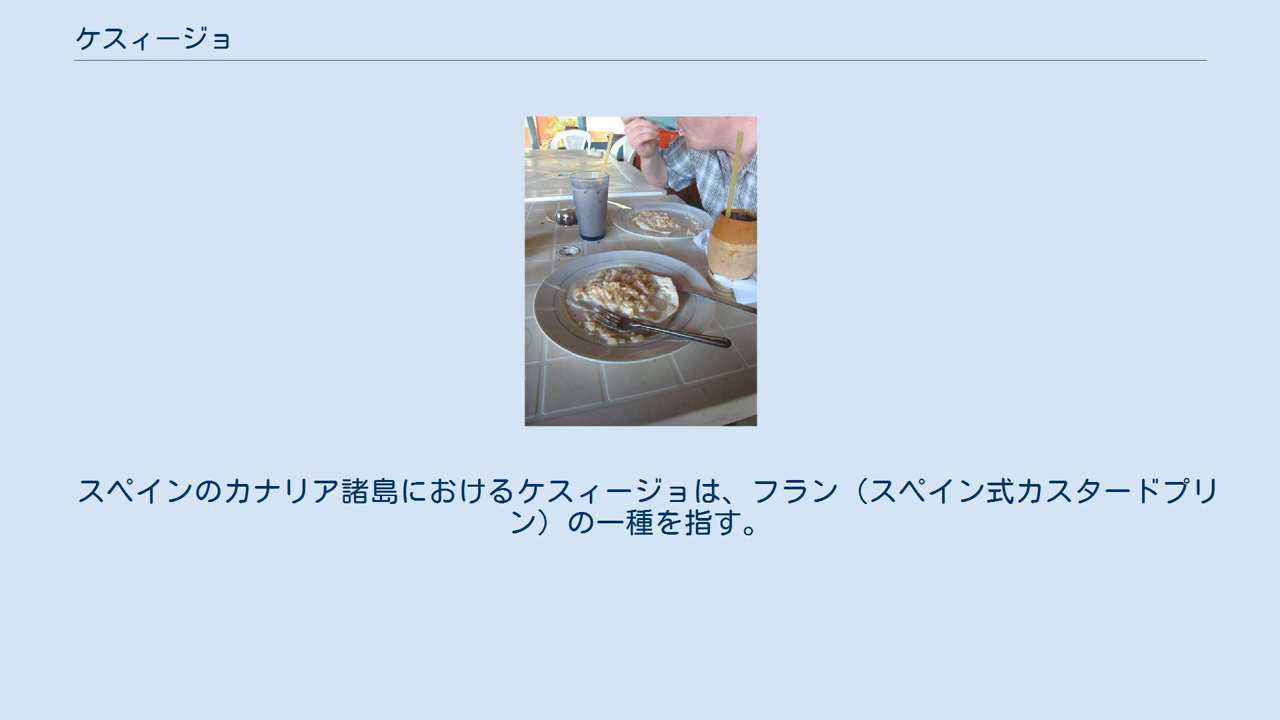 ケスィージョ
スペインのカナリア諸島におけるケスィージョは、フラン（スペイン式カスタードプリ
ン）の一種を指す。